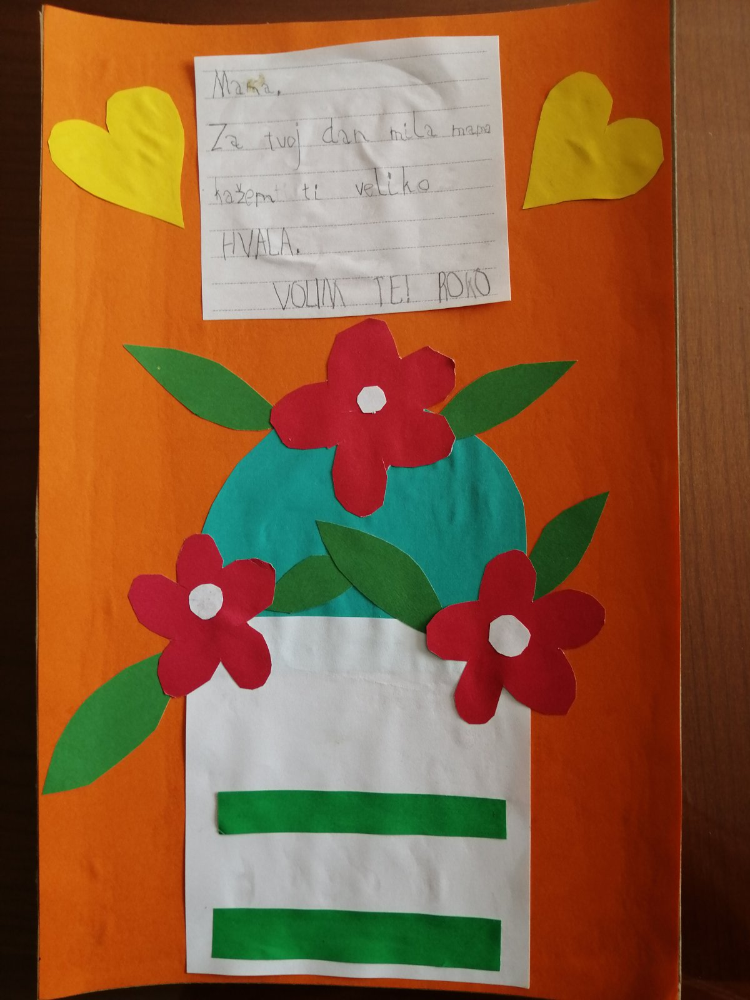 Mama.
Za tvoj dan mila mama
kažem ti veliko
HVALA.
VOLIM TE! ROKO